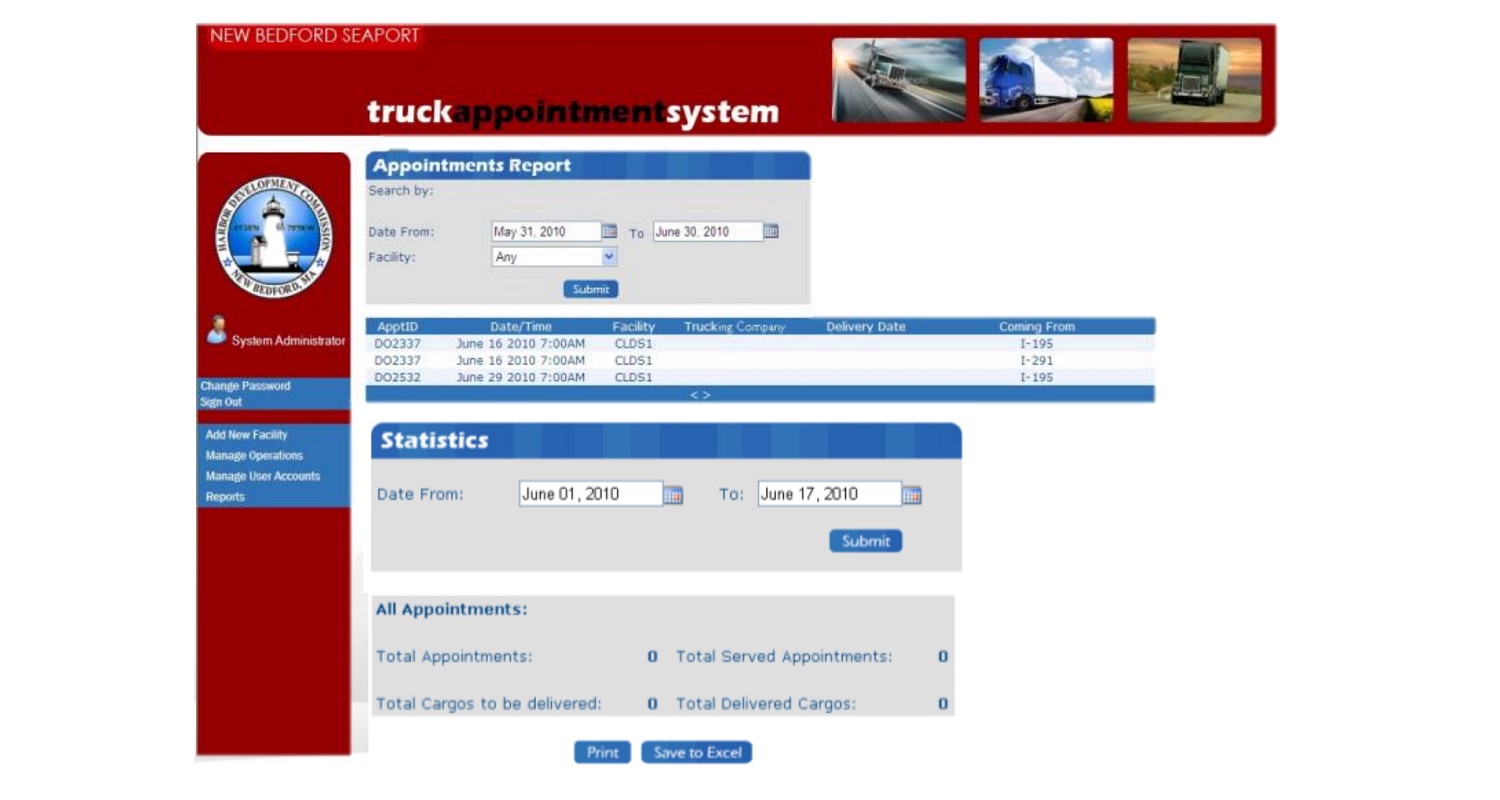 NEW BEDFORD SEAPORT
truckappointmentsystem
HARBOR DEVELOPMENT COMMISSION
NEW BEDFORD, MA
System Administrator
Change Password
Sign Out
Add New Facility
Manage Operations
Manage User Accounts
Reports
Appointments Report
Search by:
Date From: May 31, 2010 To June 30, 2010
Facility: Any
Submit
ApptID Date/Time Facility Trucking Company Delivery Date Coming From
DO2337 June 16 2010 7:00AM CLDS1 I-195
DO2337 June 16 2010 7:00AM CLDS1 I-291
DO2532 June 29 2010 7:00AM CLDS1 I-195
< >
Statistics
Date From: June 01, 2010 To: June 17, 2010
Submit
All Appointments:
Total Appointments: 0 Total Served Appointments: 0
Total Cargos to be delivered: 0 Total Delivered Cargos: 0
Print Save to Excel